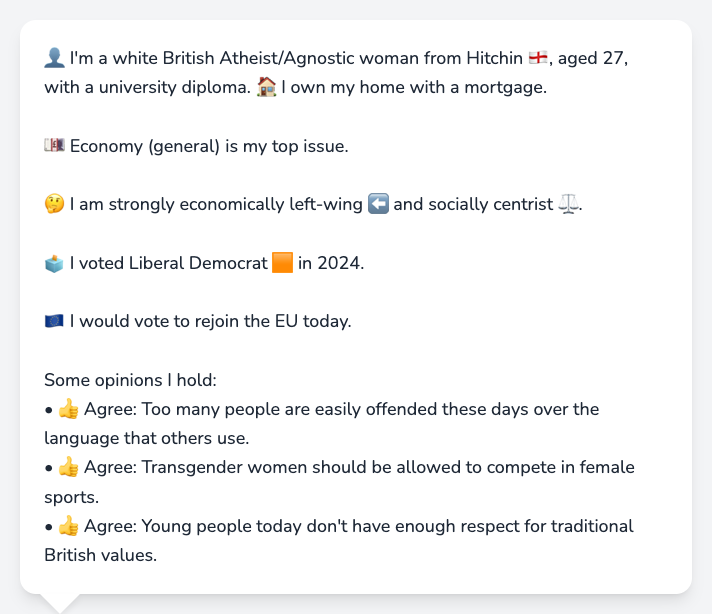 👤 I'm a white British Atheist/Agnostic woman from Hitchin 🏴󠁧󠁢󠁥󠁮󠁧󠁿, aged 27,
with a university diploma. 🏠 I own my home with a mortgage.
💷 Economy (general) is my top issue.
🤔 I am strongly economically left-wing ⬅️ and socially centrist ⚖️.
🗳️ I voted Liberal Democrat 🟧 in 2024.
🇪🇺 I would vote to rejoin the EU today.
Some opinions I hold:
• 👍 Agree: Too many people are easily offended these days over the
language that others use.
• 👍 Agree: Transgender women should be allowed to compete in female
sports.
• 👍 Agree: Young people today don't have enough respect for traditional
British values.